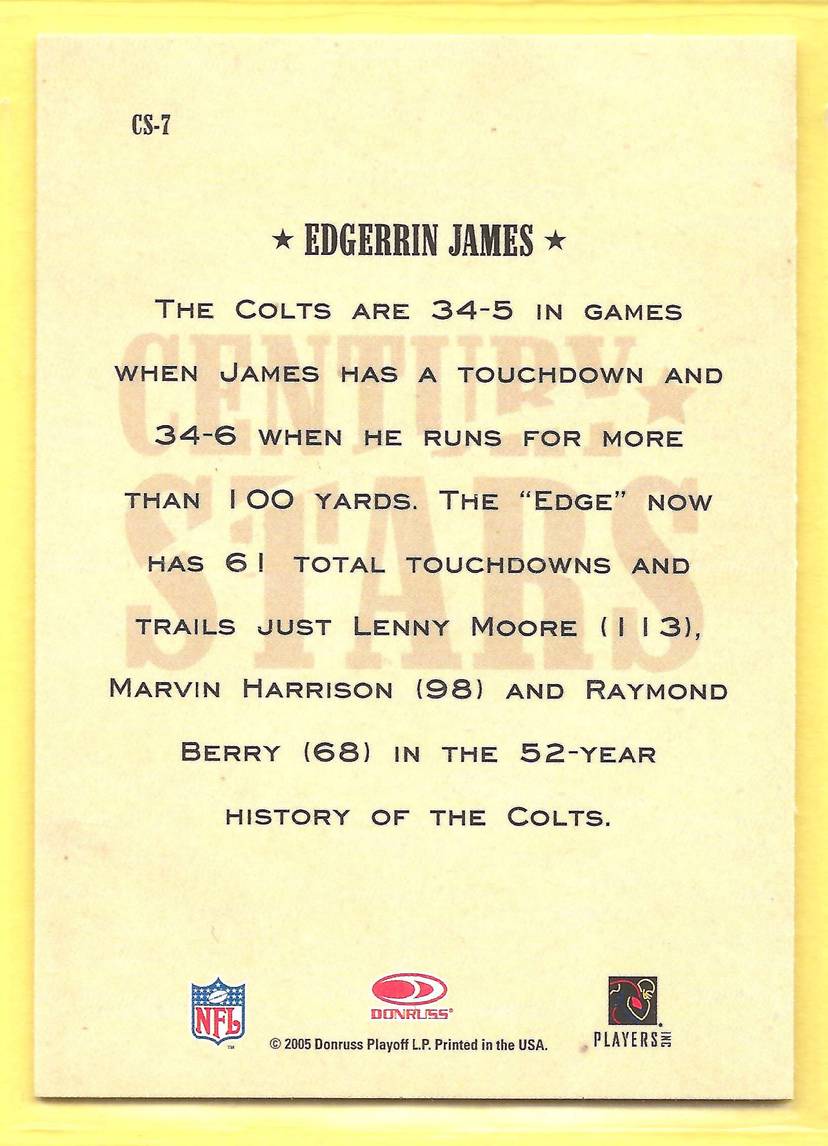 CS-7
★ EDGERRIN JAMES ★
THE COLTS ARE 34-5 IN GAMES
WHEN JAMES HAS A TOUCHDOWN AND
34-6 WHEN HE RUNS FOR MORE
THAN 100 YARDS. THE “EDGE” NOW
HAS 61 TOTAL TOUCHDOWNS AND
TRAILS JUST LENNY MOORE (113),
MARVIN HARRISON (98) AND RAYMOND
BERRY (68) IN THE 52-YEAR
HISTORY OF THE COLTS.
CENTURY
STARS
NFL
DONRUSS®
© 2005 Donruss Playoff L.P. Printed in the USA.
PLAYERS INC